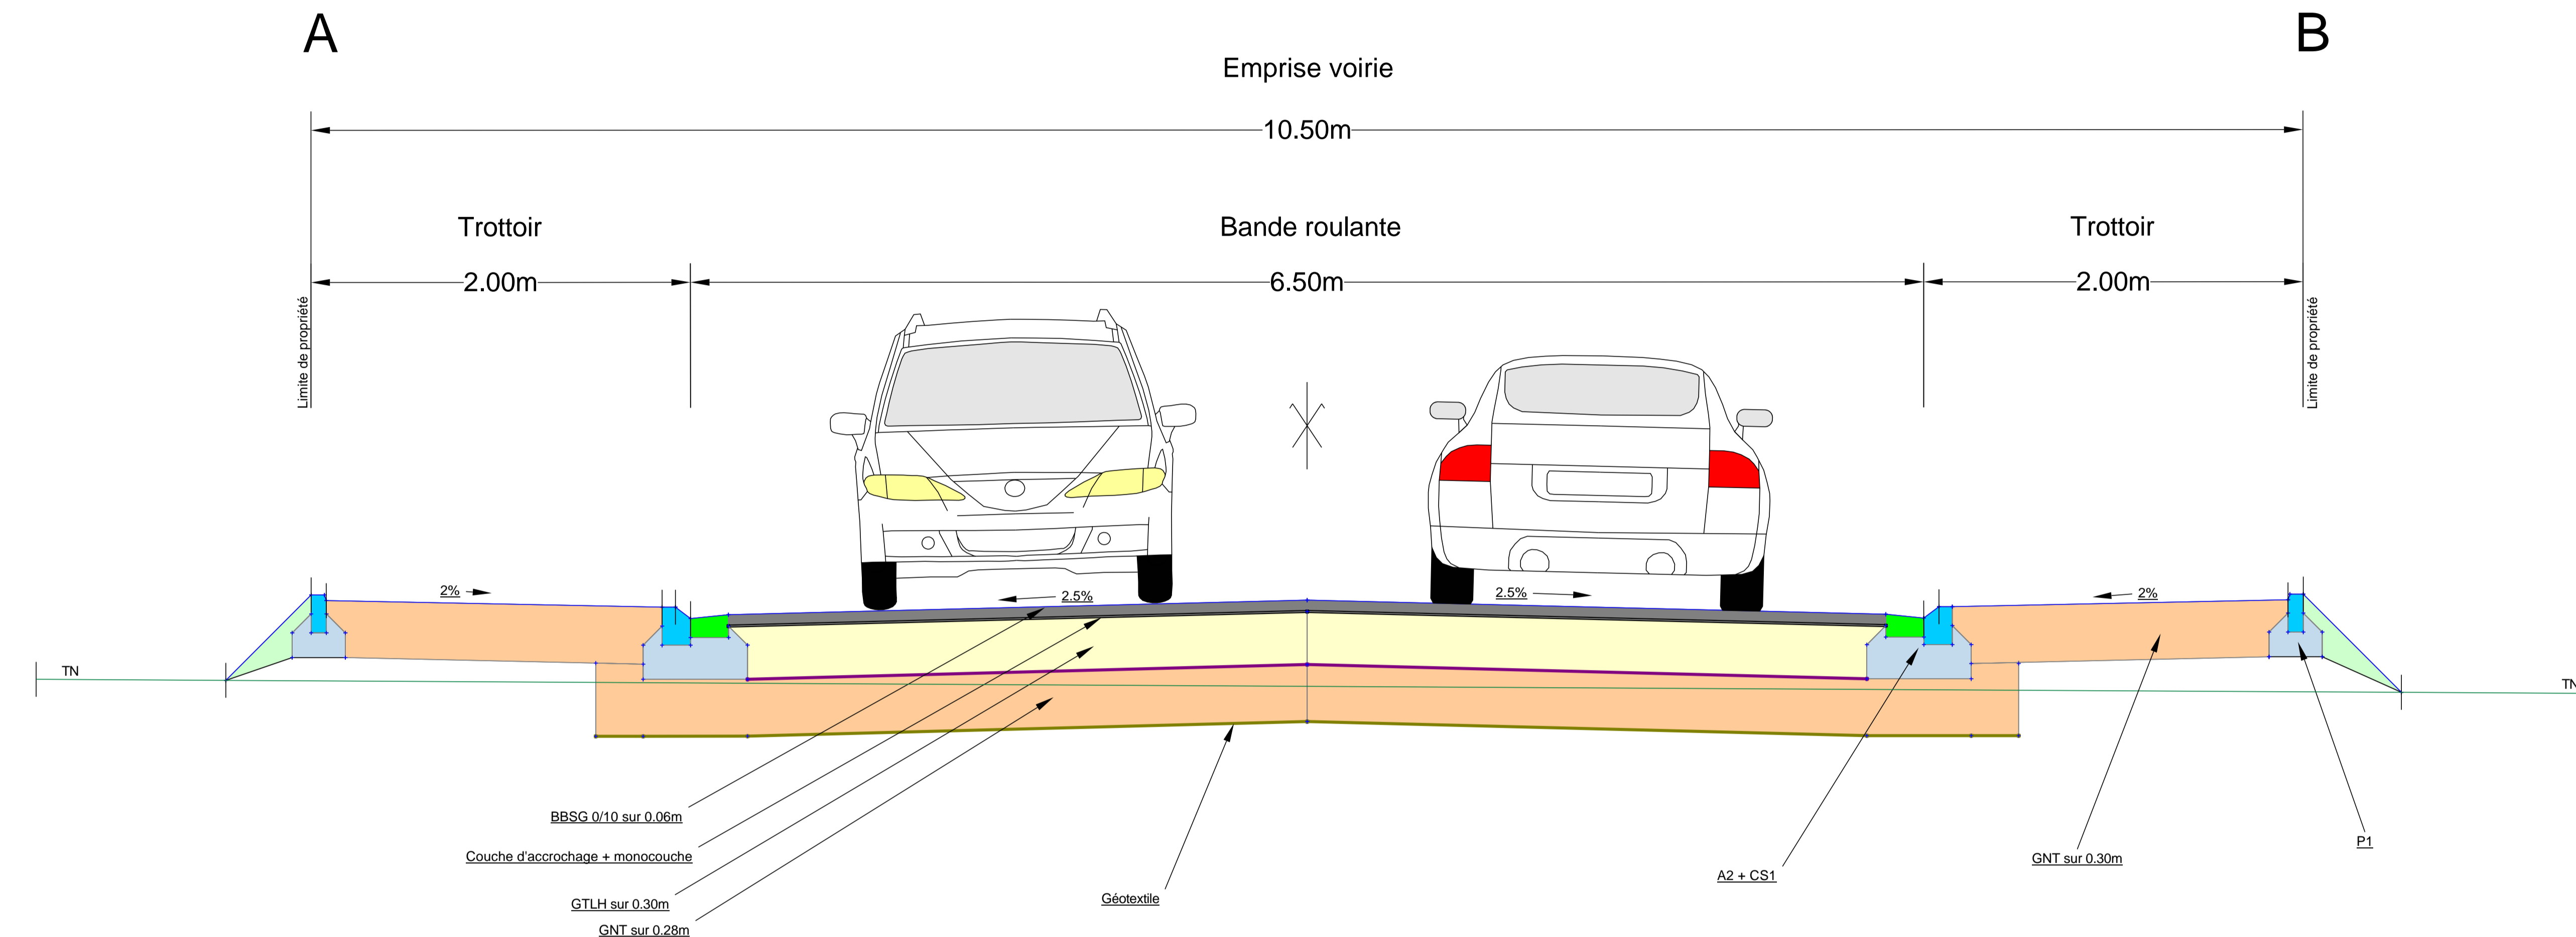 A
B
Emprise voirie
10.50m
Trottoir
Bande roulante
Trottoir
2.00m
6.50m
2.00m
Limite de propriété
Limite de propriété
2%
2.5%
2.5%
2%
TN
TN
BBSG 0/10 sur 0.06m
Couche d'accrochage + monocouche
GTLH sur 0.30m
GNT sur 0.28m
Géotextile
A2 + CS1
GNT sur 0.30m
P1